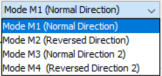 Mode M1 (Normal Direction)
Mode M1 (Normal Direction)
Mode M2 (Reversed Direction)
Mode M3 (Normal Direction 2)
Mode M4  (Reversed Direction 2)